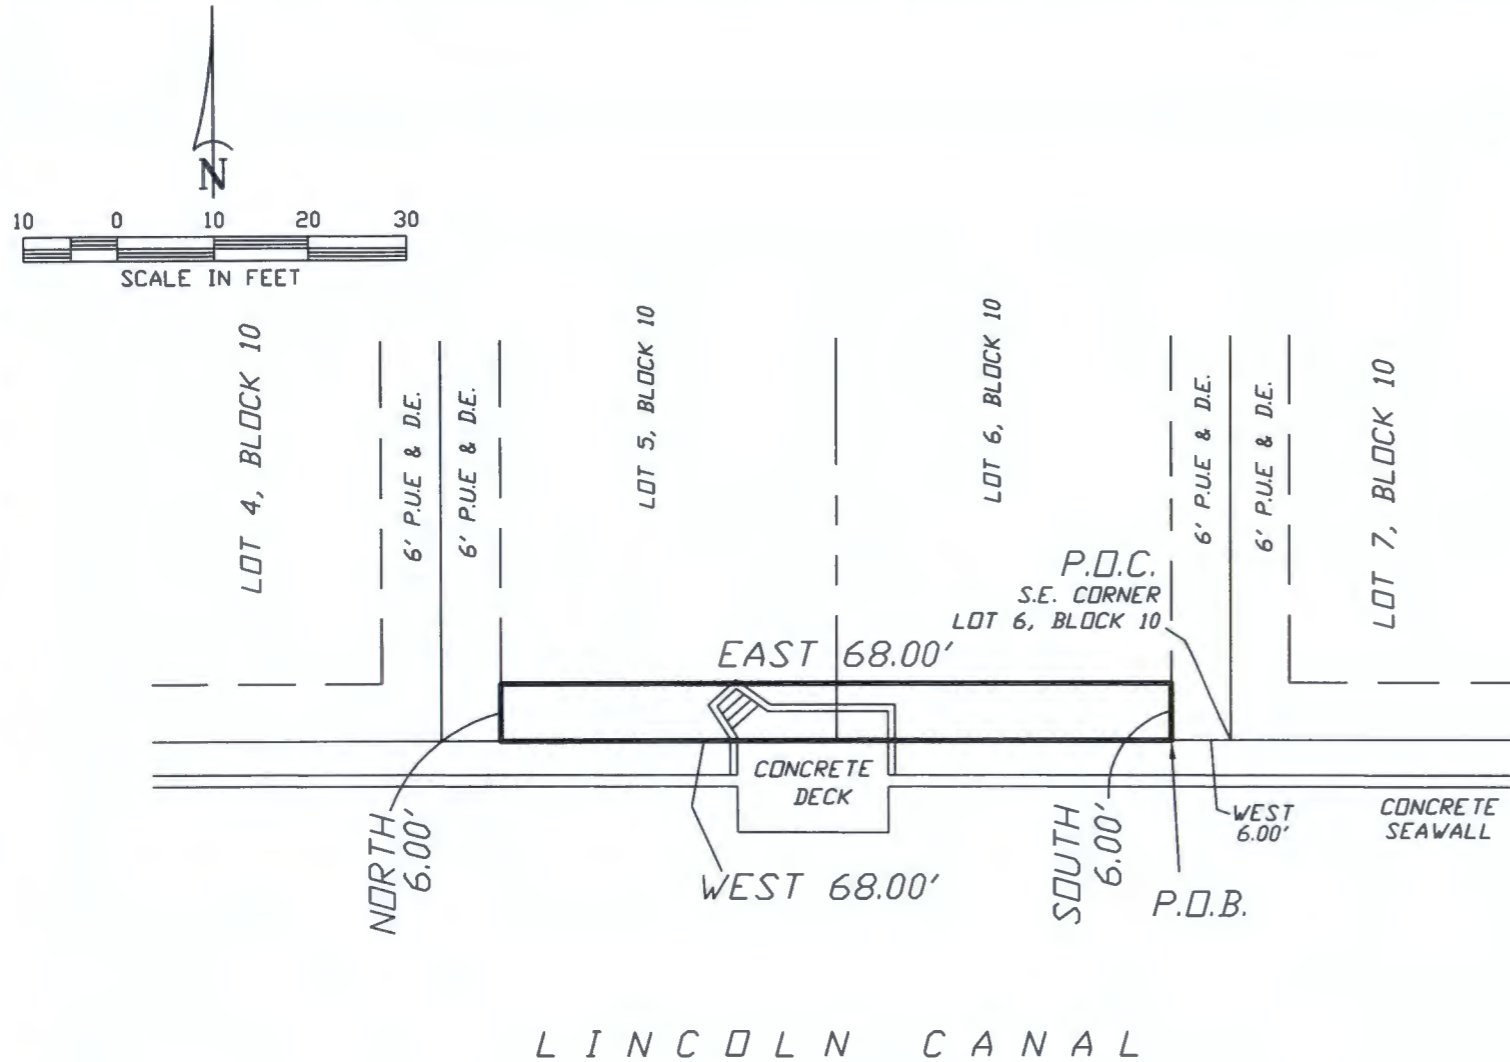 N
10 0 10 20 30
SCALE IN FEET
LOT 4, BLOCK 10
6' P.U.E & D.E.
6' P.U.E & D.E.
LOT 5, BLOCK 10
LOT 6, BLOCK 10
6' P.U.E & D.E.
6' P.U.E & D.E.
LOT 7, BLOCK 10
P.O.C.
S.E. CORNER
LOT 6, BLOCK 10
EAST 68.00'
CONCRETE
DECK
NORTH
6.00'
WEST 68.00'
SOUTH
6.00'
P.O.B.
WEST
6.00'
CONCRETE
SEAWALL
LINCOLN CANAL